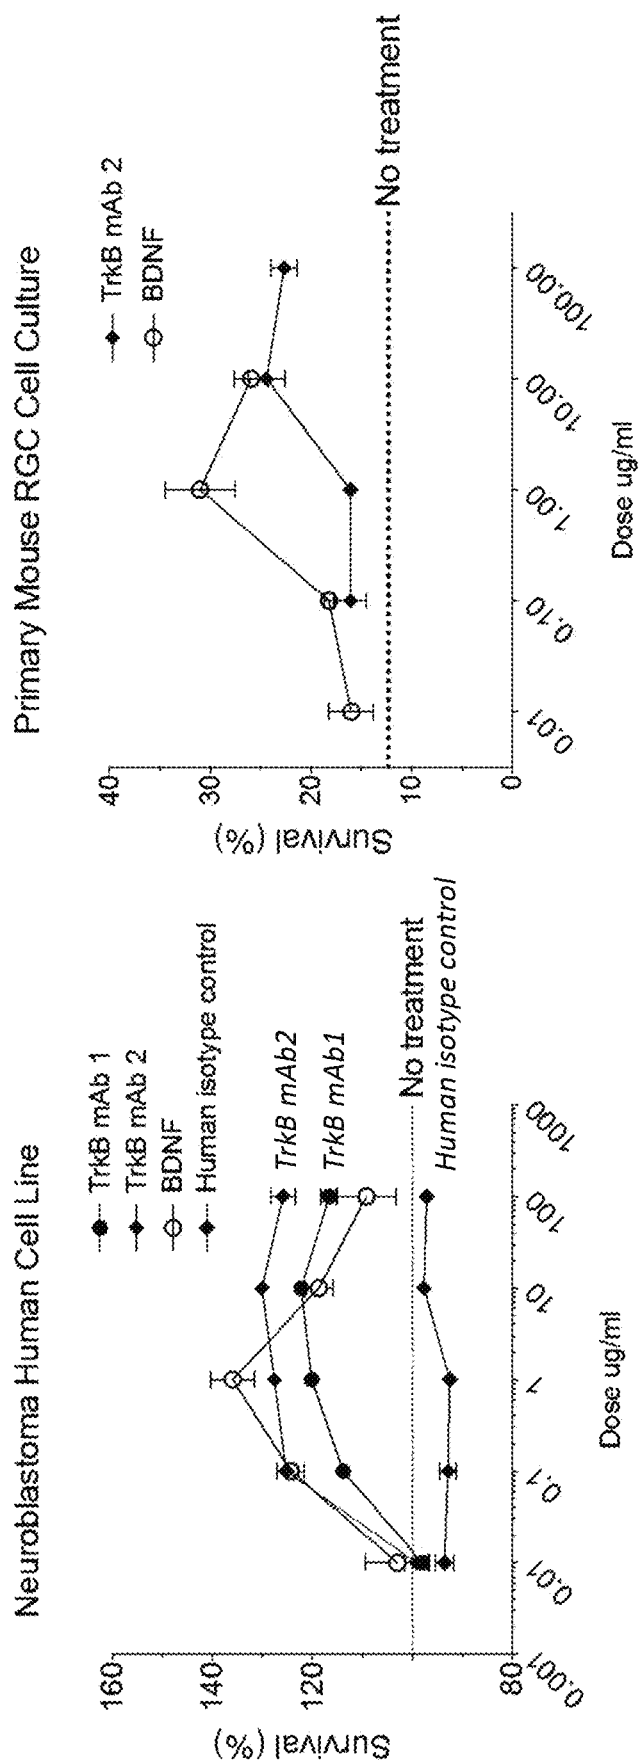 Neuroblastoma Human Cell Line
TrkB mAb 1
TrkB mAb 2
BDNF
Human isotype control
Survival (%)
160
140
120
100
80
TrkB mAb2
TrkB mAb1
No treatment
Human isotype control
0.001
0.01
0.1
1
10
100
1000
Dose ug/ml
Primary Mouse RGC Cell Culture
TrkB mAb 2
BDNF
Survival (%)
40
30
20
10
0
No treatment
0.01
0.10
1.00
10.00
100.00
Dose ug/ml